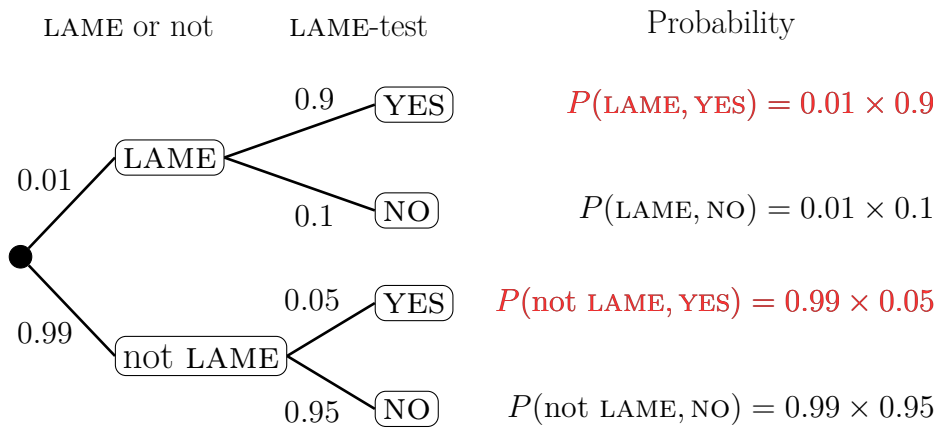 LAME or not LAME-test Probability
0.9 YES P(LAME, YES) = 0.01 × 0.9
LAME
0.01
0.1 NO P(LAME, NO) = 0.01 × 0.1
0.05 YES P(not LAME, YES) = 0.99 × 0.05
0.99
not LAME
0.95 NO P(not LAME, NO) = 0.99 × 0.95